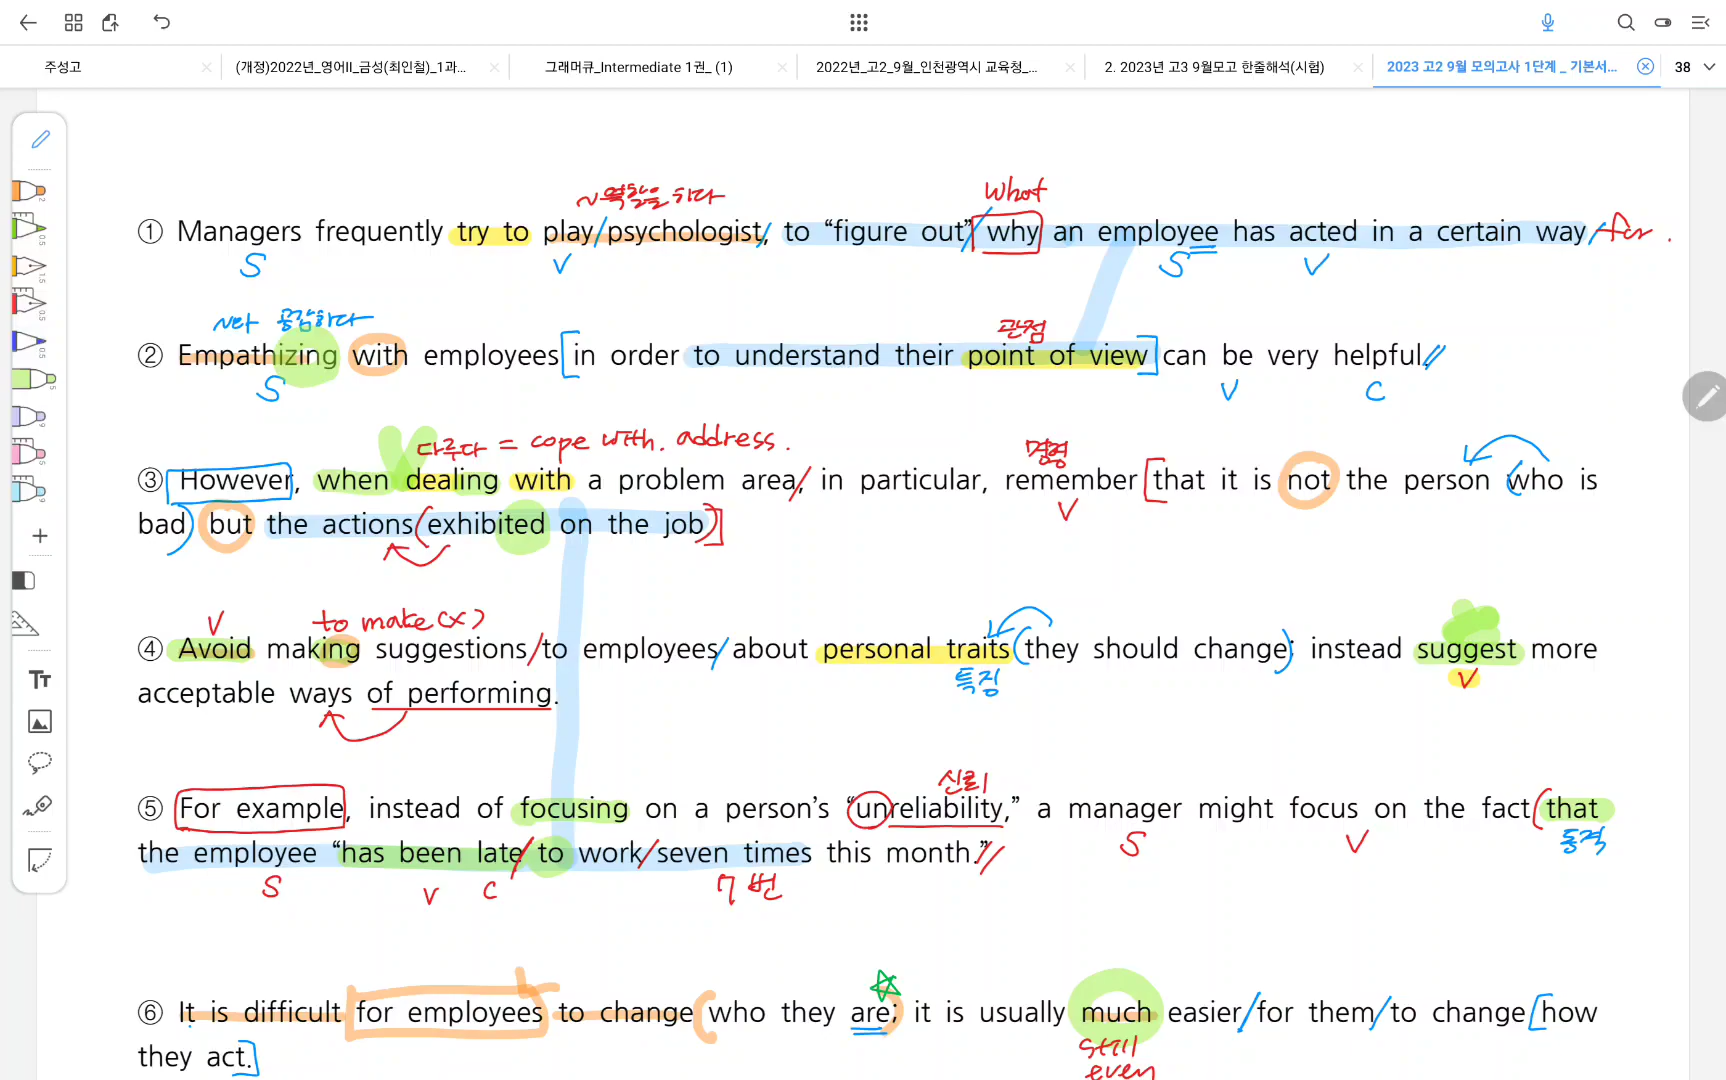 주성고
(개정)2022년_영어II_금성(최인철)_1과...
그래머큐_Intermediate 1권_ (1)
2022년_고2_9월_인천광역시 교육청_...
2. 2023년 고3 9월모고 한줄해석(시험)
2023 고2 9월 모의고사 1단계 _ 기본서...
38
~역할을 하다
what
① Managers frequently try to play psychologist, to “figure out” why an employee has acted in a certain way for .
S V S V
공감하다
관점
② Empathizing with employees in order to understand their point of view can be very helpful.
S V C
다루다 = cope with. address.
명령
③ However, when dealing with a problem area, in particular, remember that it is not the person who is
V
bad but the actions exhibited on the job
V to make (x)
④ Avoid making suggestions to employees about personal traits they should change; instead suggest more
특징 V
acceptable ways of performing.
신뢰
⑤ For example, instead of focusing on a person’s “unreliability,” a manager might focus on the fact that
S V 동격
the employee “has been late to work seven times this month.”
S V C 7번
⑥ It is difficult for employees to change who they are; it is usually much easier for them to change how
still
they act.
even